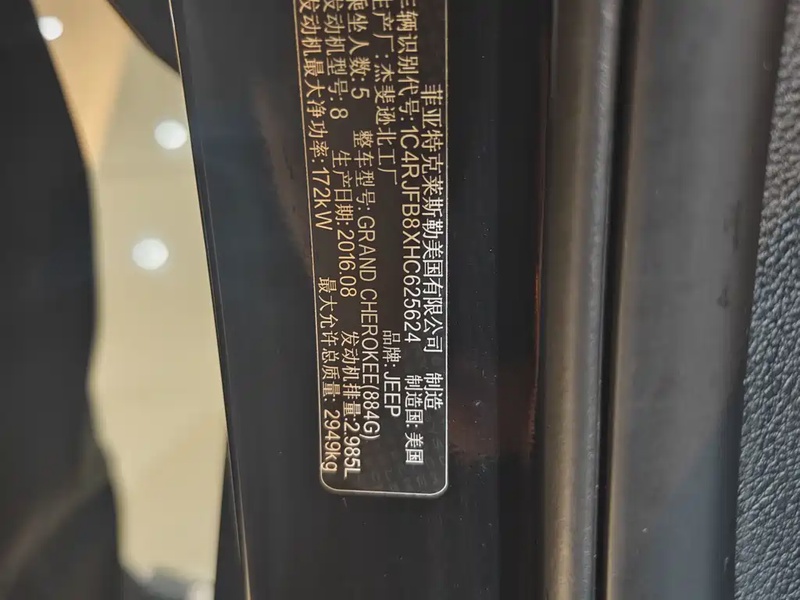 菲亚特克莱斯勒美国有限公司 制造
车辆识别代号: 1C4RJFB8XHC625624 制造国: 美国
生产厂: 杰斐逊北工厂 品牌: JEEP
乘坐人数: 5 整车型号: GRAND CHEROKEE(884G)
发动机型号: 8 生产日期: 2016.08 发动机排量: 2.985L
发动机最大净功率: 172kW 最大允许总质量: 2949kg